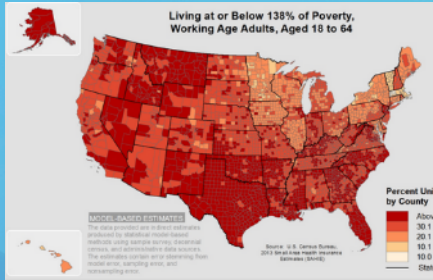 Living at or Below 138% of Poverty,
Working Age Adults, Aged 18 to 64
MODEL-BASED ESTIMATES
The data provided are indirect estimates
produced by statistical model-based
methods using sample survey, decennial
census, and administrative data sources.
The estimates contain error stemming from
model error, sampling error, and
nonsampling error.
Source: U.S. Census Bureau,
2013 Small Area Health Insurance
Estimates (SAHIE)
Percent Uni
by County
Abov
30.1
20.1
10.1
10.0